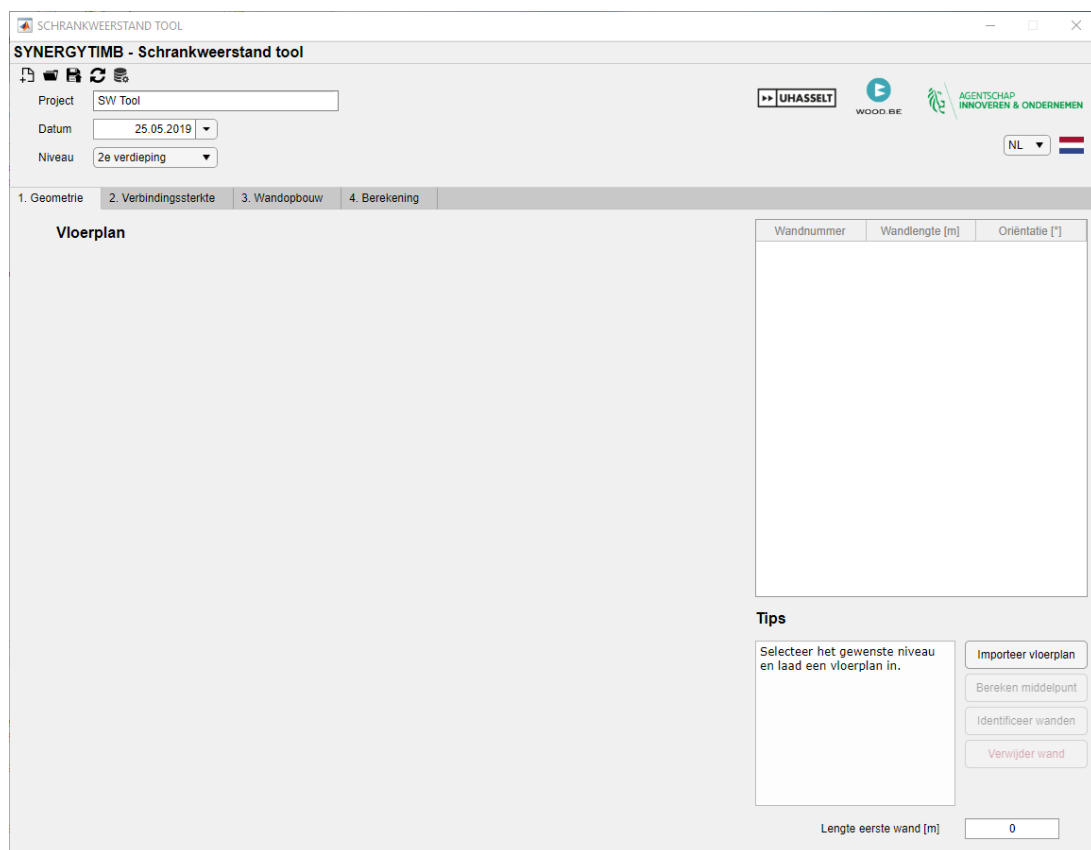 SCHRANKWEERSTAND TOOL
SYNERGYTIMB - Schrankweerstand tool
Project SW Tool
Datum 25.05.2019
Niveau 2e verdieping
UHASSELT
WOOD.BE
AGENTSCHAP
INNOVEREN & ONDERNEMEN
NL
1. Geometrie 2. Verbindingssterkte 3. Wandopbouw 4. Berekening
Vloerplan
Wandnummer Wandlengte [m] Oriëntatie [°]
Tips
Selecteer het gewenste niveau
en laad een vloerplan in.
Importeer vloerplan
Bereken middelpunt
Identificeer wanden
Verwijder wand
Lengte eerste wand [m] 0